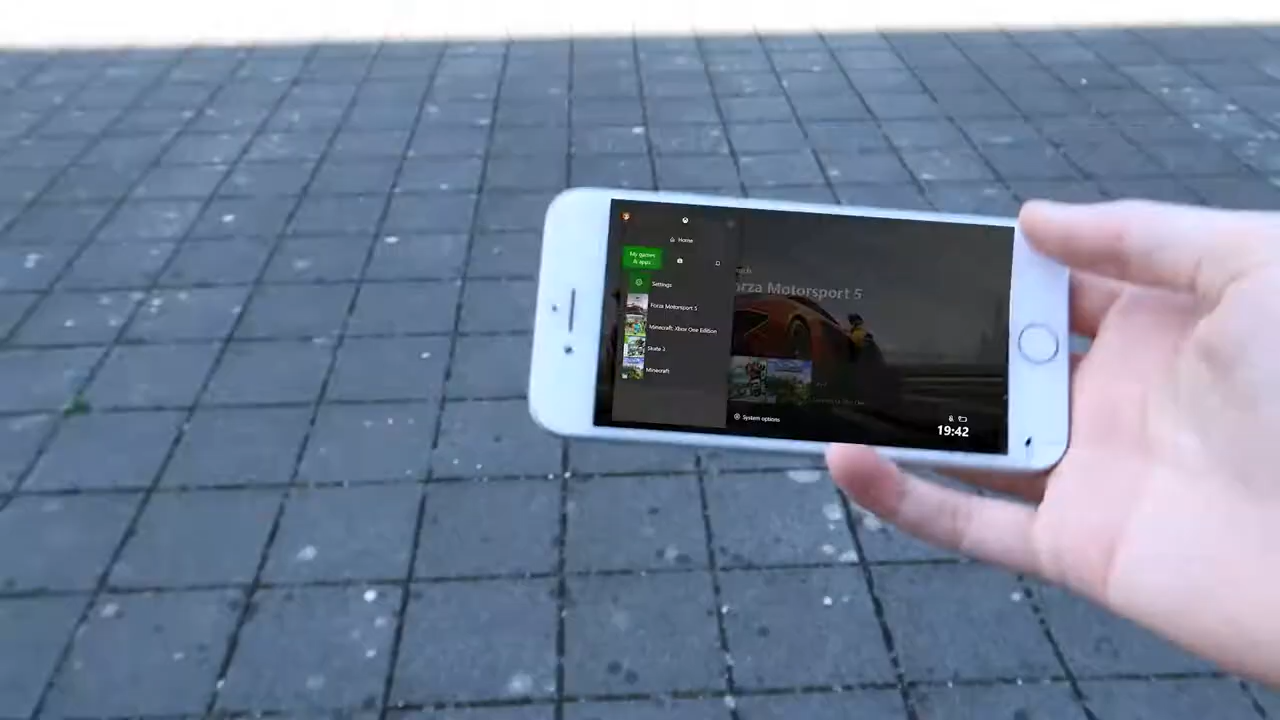 Home
My games
& apps
Settings
Forza Motorsport 5
Minecraft: Xbox One Edition
Skate 3
Minecraft
orza Motorsport 5
System options
19:42